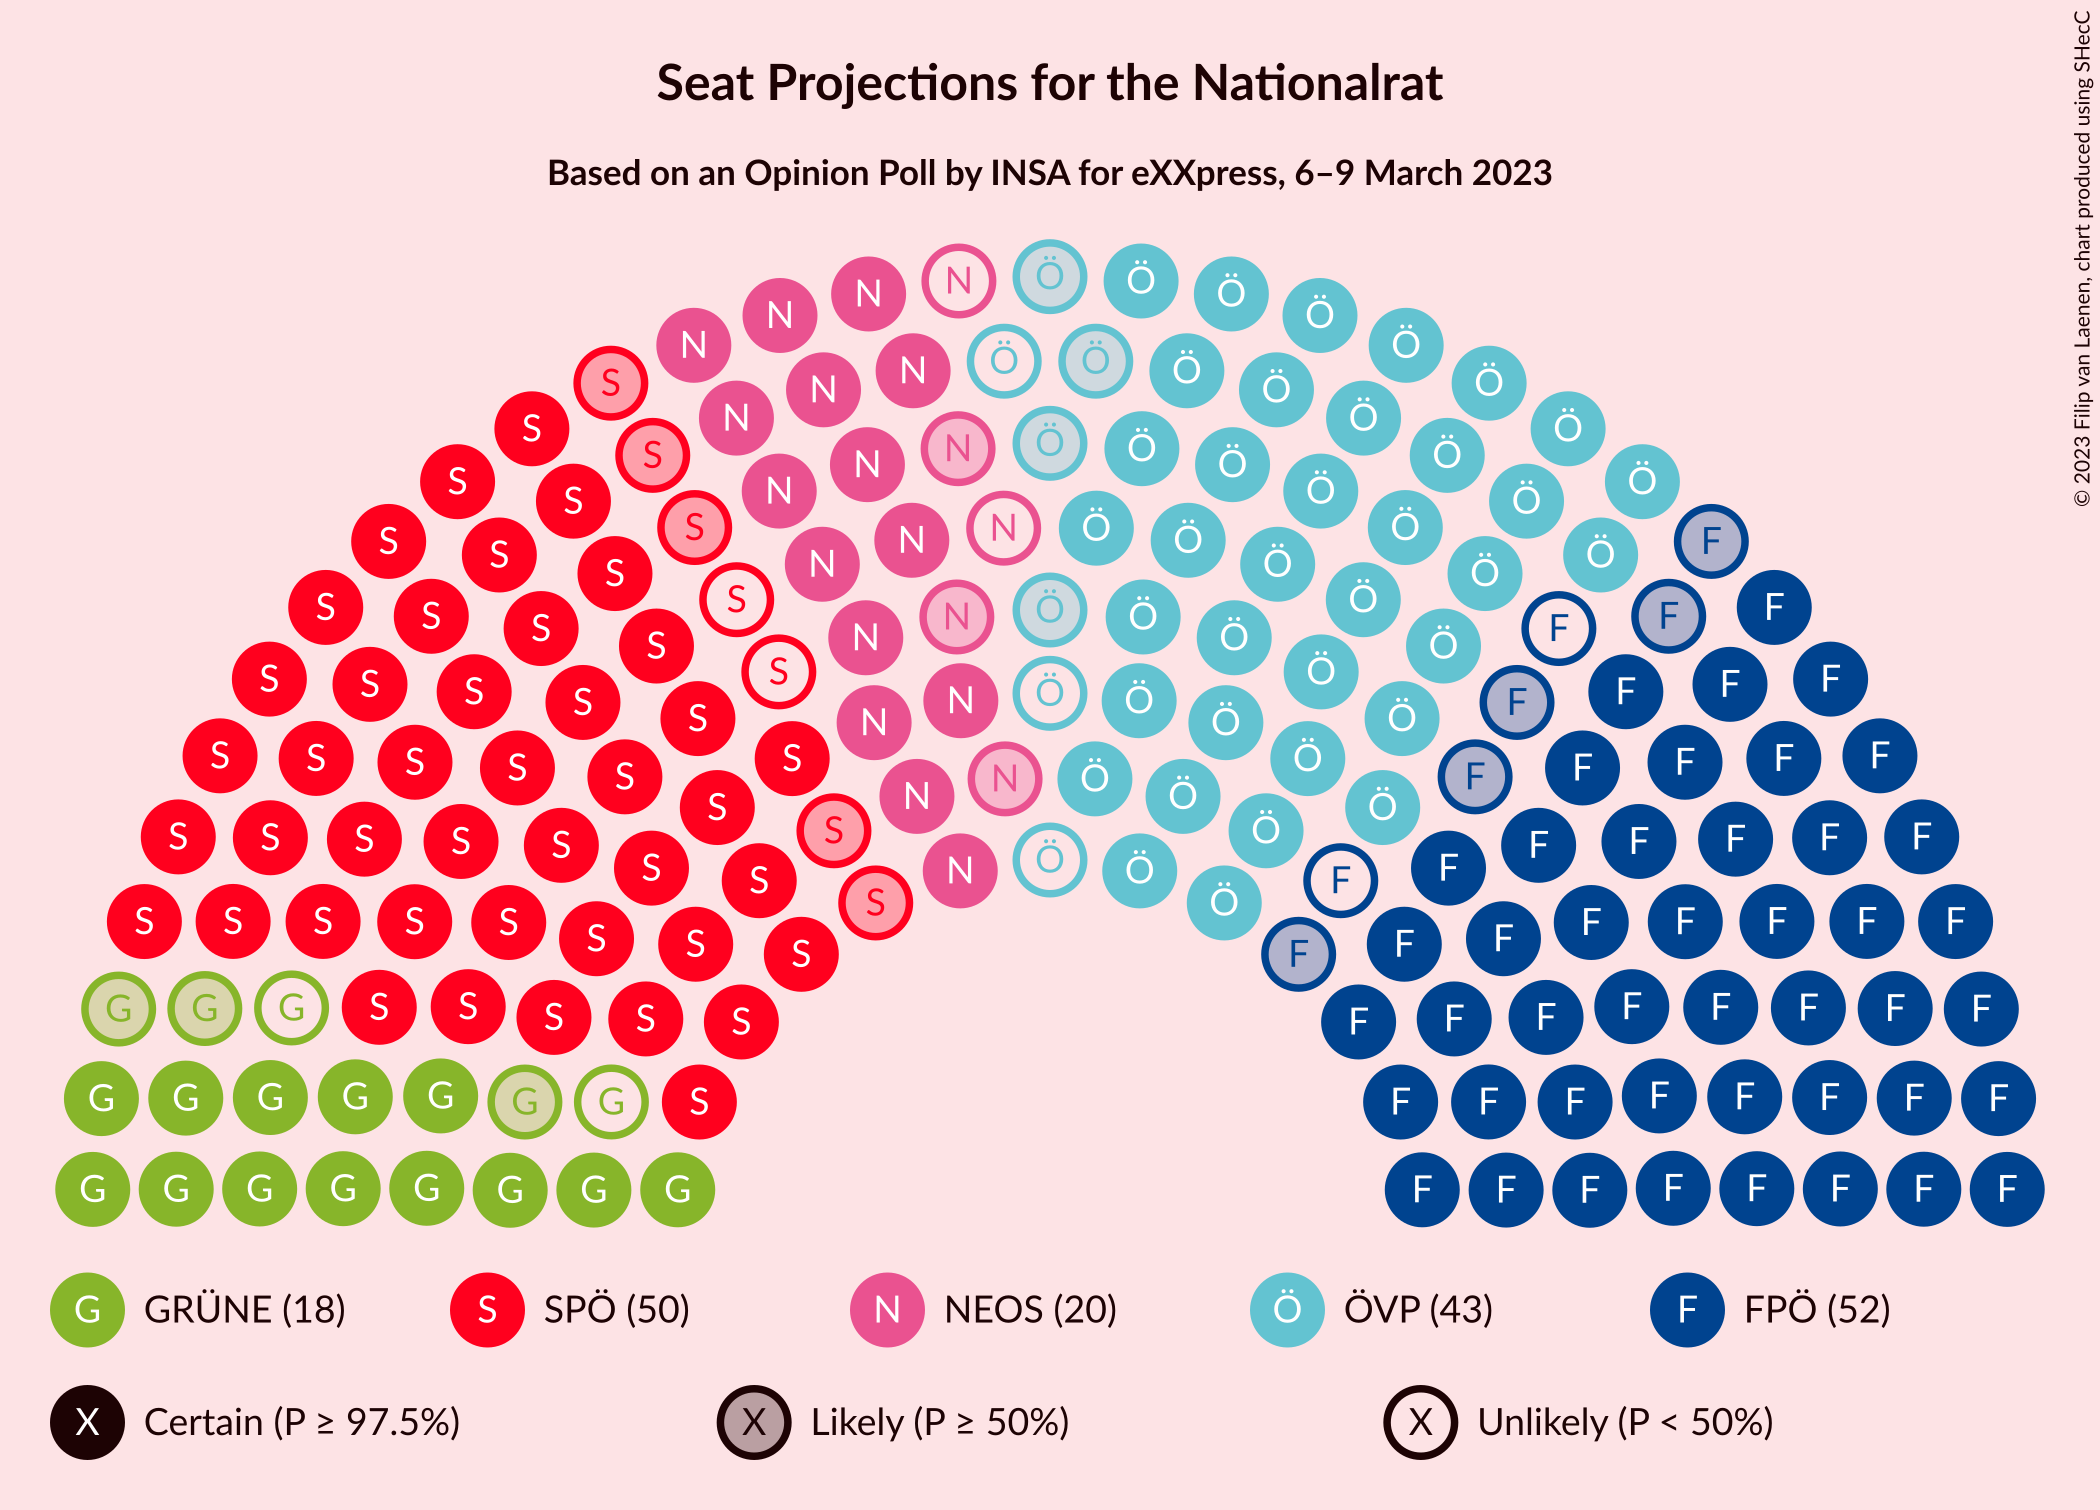 Seat Projections for the Nationalrat
Based on an Opinion Poll by INSA for eXXpress, 6–9 March 2023
© 2023 Filip van Laenen, chart produced using SHecC
N Ö Ö Ö Ö Ö
N N N
S N Ö Ö Ö Ö Ö Ö
S N N Ö
S S N Ö Ö Ö Ö Ö
S S N N N Ö
S S S N N N Ö Ö Ö Ö Ö F
S S S S N Ö Ö F F F
S S S S N Ö Ö Ö Ö F F F F
S S S S S N N Ö Ö Ö Ö F F F F
S S S S S S N N Ö Ö Ö Ö F F F F
S S S S S S S N Ö Ö Ö F F F F F F
S S S S S S S S F F F F F F F F
G G G S S S S S F F F F F F F F
G G G G G G G S F F F F F F F F
G G G G G G G G F F F F F F F F
G GRÜNE (18) S SPÖ (50) N NEOS (20) Ö ÖVP (43) F FPÖ (52)
X Certain (P ≥ 97.5%) X Likely (P ≥ 50%) X Unlikely (P < 50%)